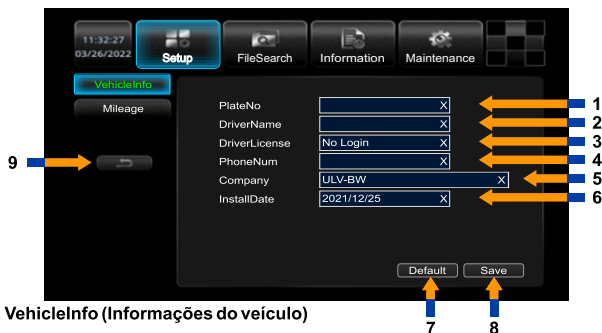 11:32:27
03/26/2022
Setup
FileSearch
Information
Maintenance
VehicleInfo
Mileage
PlateNo X 1
DriverName X 2
DriverLicense No Login X 3
PhoneNum X 4
Company ULV-BW X 5
InstallDate 2021/12/25 X 6
9
Default Save
7 8
VehicleInfo (Informações do veículo)